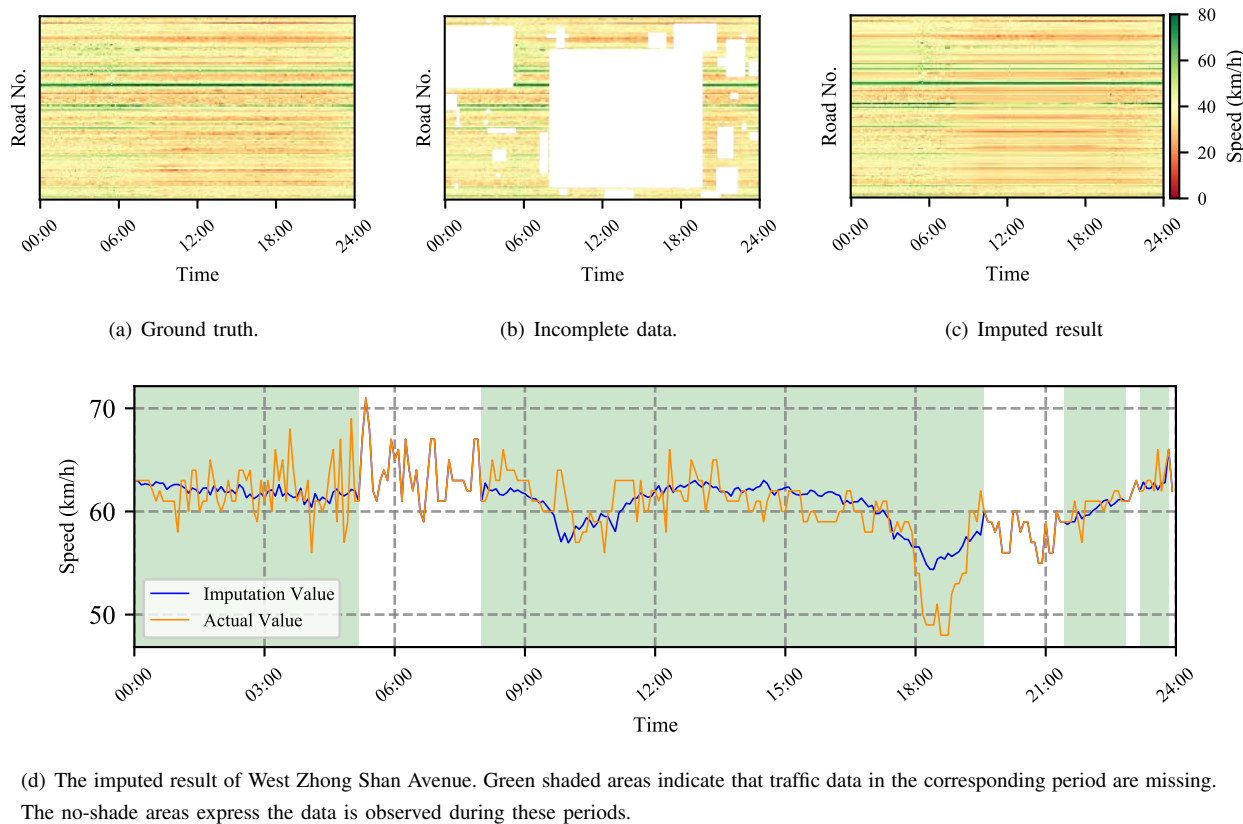 Road No.
00:00
06:00
12:00
18:00
24:00
Time
(a) Ground truth.
Road No.
00:00
06:00
12:00
18:00
24:00
Time
(b) Incomplete data.
Road No.
00:00
06:00
12:00
18:00
24:00
Time
(c) Imputed result
80
60
40
20
0
Speed (km/h)
Speed (km/h)
70
60
50
Imputation Value
Actual Value
00:00
03:00
06:00
09:00
12:00
15:00
18:00
21:00
24:00
Time
(d) The imputed result of West Zhong Shan Avenue. Green shaded areas indicate that traffic data in the corresponding period are missing.
The no-shade areas express the data is observed during these periods.